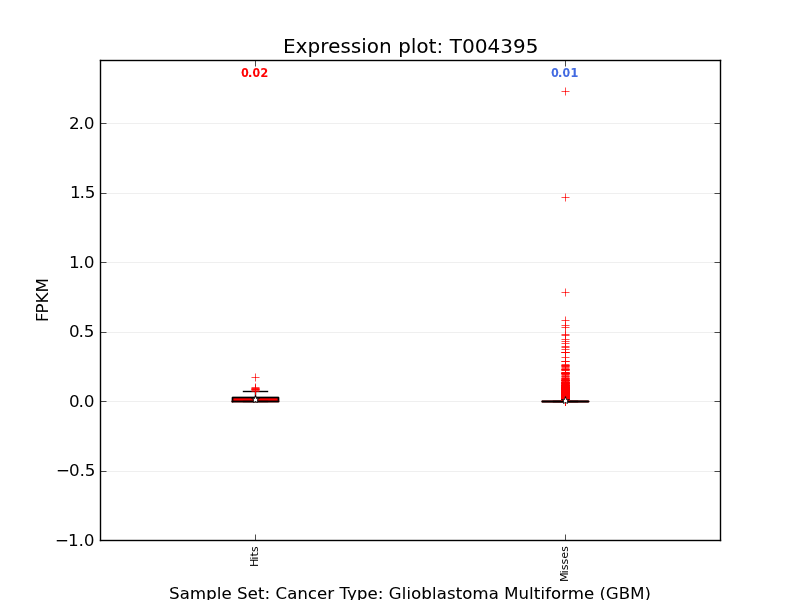 Expression plot: T004395
0.02
0.01
2.0
1.5
1.0
0.5
0.0
−0.5
−1.0
FPKM
Hits
Misses
Sample Set: Cancer Type: Glioblastoma Multiforme (GBM)